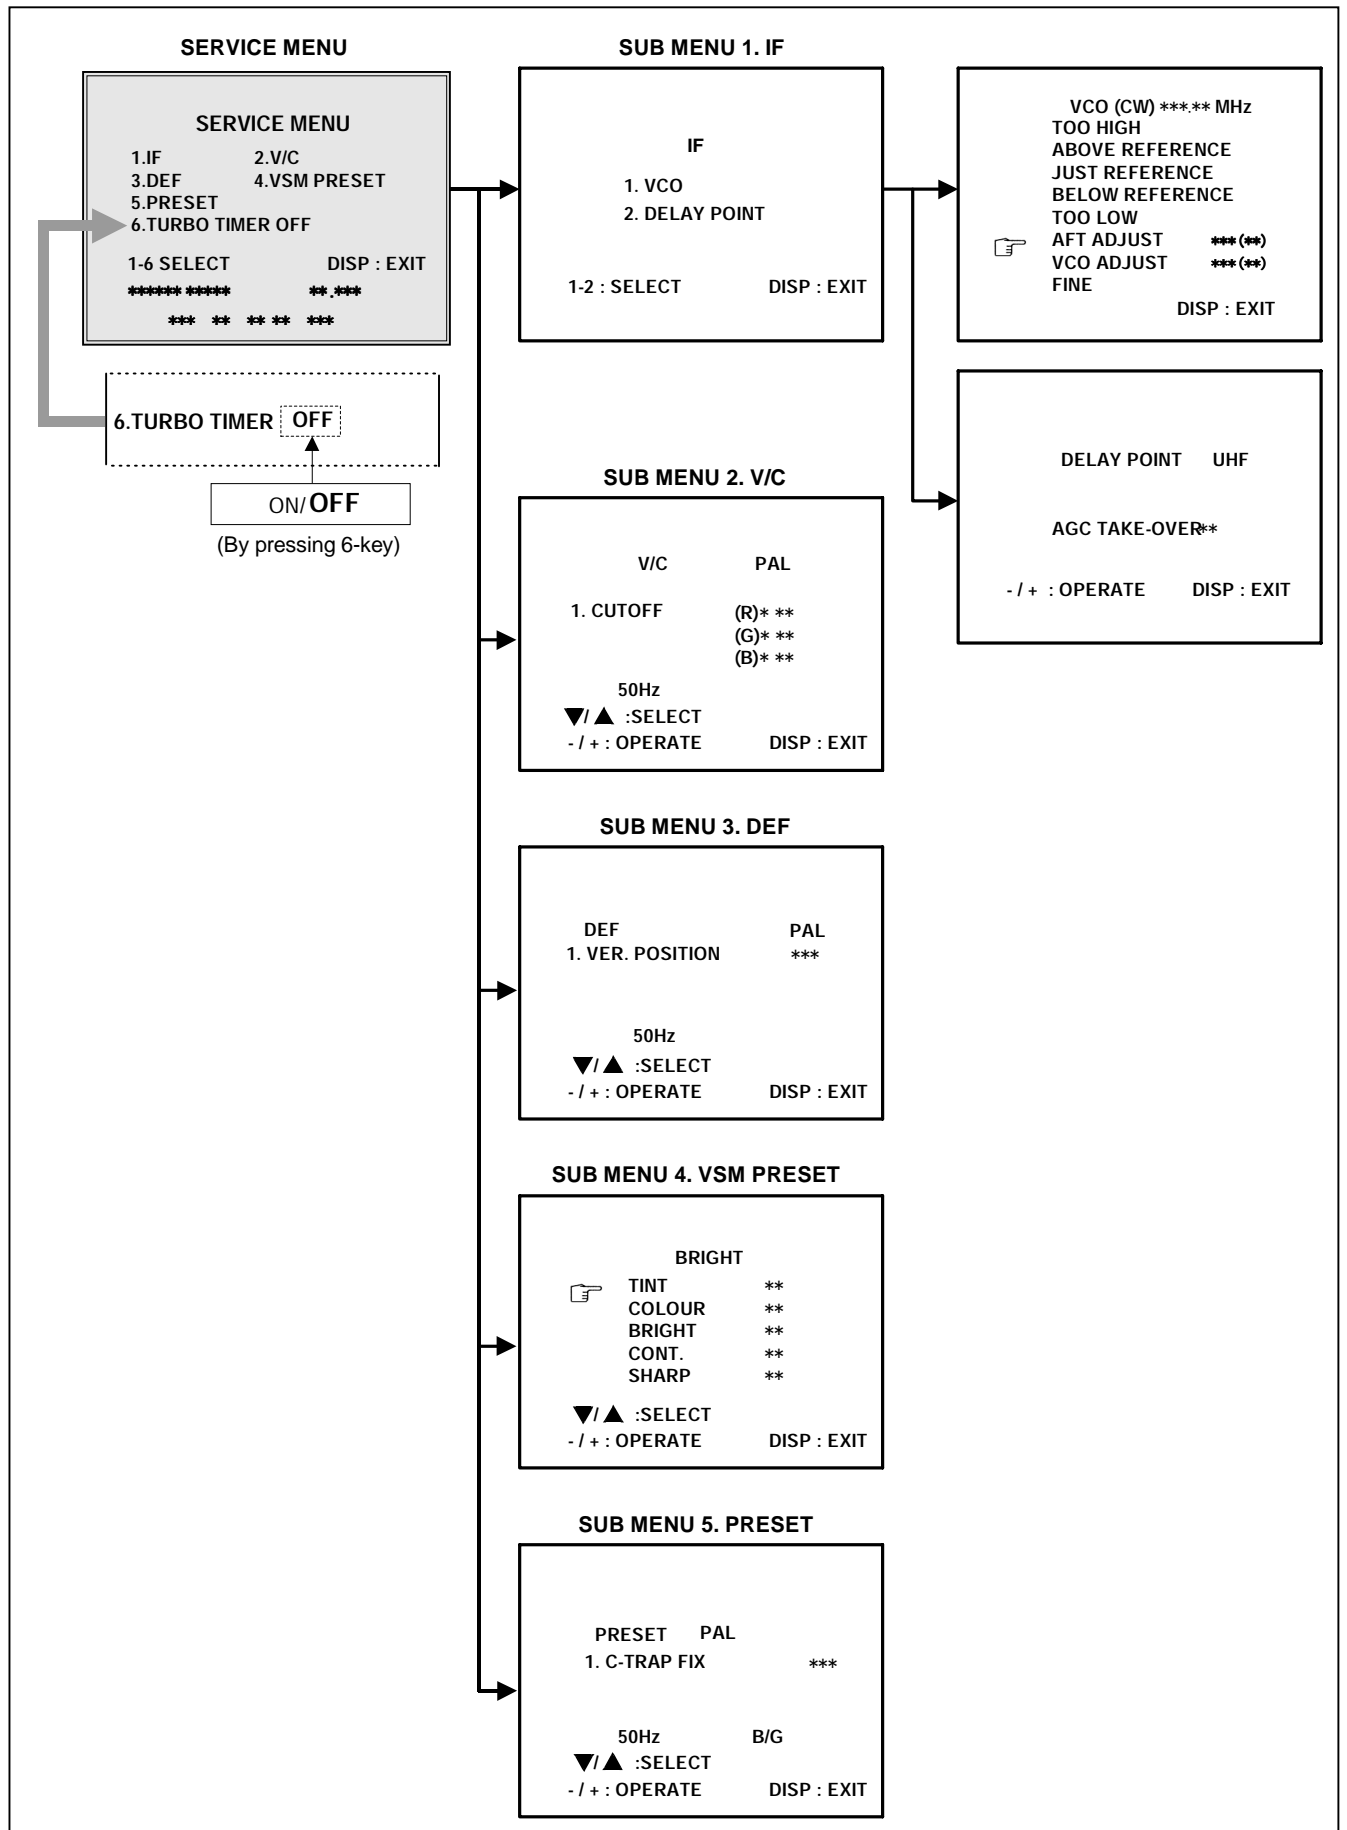 SERVICE MENU
SERVICE MENU
1.IF 2.V/C
3.DEF 4.VSM PRESET
5.PRESET
6.TURBO TIMER OFF
1-6 SELECT DISP : EXIT
****** ***** **.***
*** ** ** ** ***
6.TURBO TIMER OFF
ON/OFF
(By pressing 6-key)
SUB MENU 1. IF
IF
1. VCO
2. DELAY POINT
1-2 : SELECT DISP : EXIT
VCO (CW) ***.** MHz
TOO HIGH
ABOVE REFERENCE
JUST REFERENCE
BELOW REFERENCE
TOO LOW
☞ AFT ADJUST ***(**)
VCO ADJUST ***(**)
FINE
DISP : EXIT
DELAY POINT UHF
AGC TAKE-OVER**
- / + : OPERATE DISP : EXIT
SUB MENU 2. V/C
V/C PAL
1. CUTOFF (R)* **
(G)* **
(B)* **
50Hz
▼/▲ :SELECT
- / + : OPERATE DISP : EXIT
SUB MENU 3. DEF
DEF PAL
1. VER. POSITION ***
50Hz
▼/▲ :SELECT
- / + : OPERATE DISP : EXIT
SUB MENU 4. VSM PRESET
BRIGHT
☞ TINT **
COLOUR **
BRIGHT **
CONT. **
SHARP **
▼/▲ :SELECT
- / + : OPERATE DISP : EXIT
SUB MENU 5. PRESET
PRESET PAL
1. C-TRAP FIX ***
50Hz B/G
▼/▲ :SELECT
- / + : OPERATE DISP : EXIT